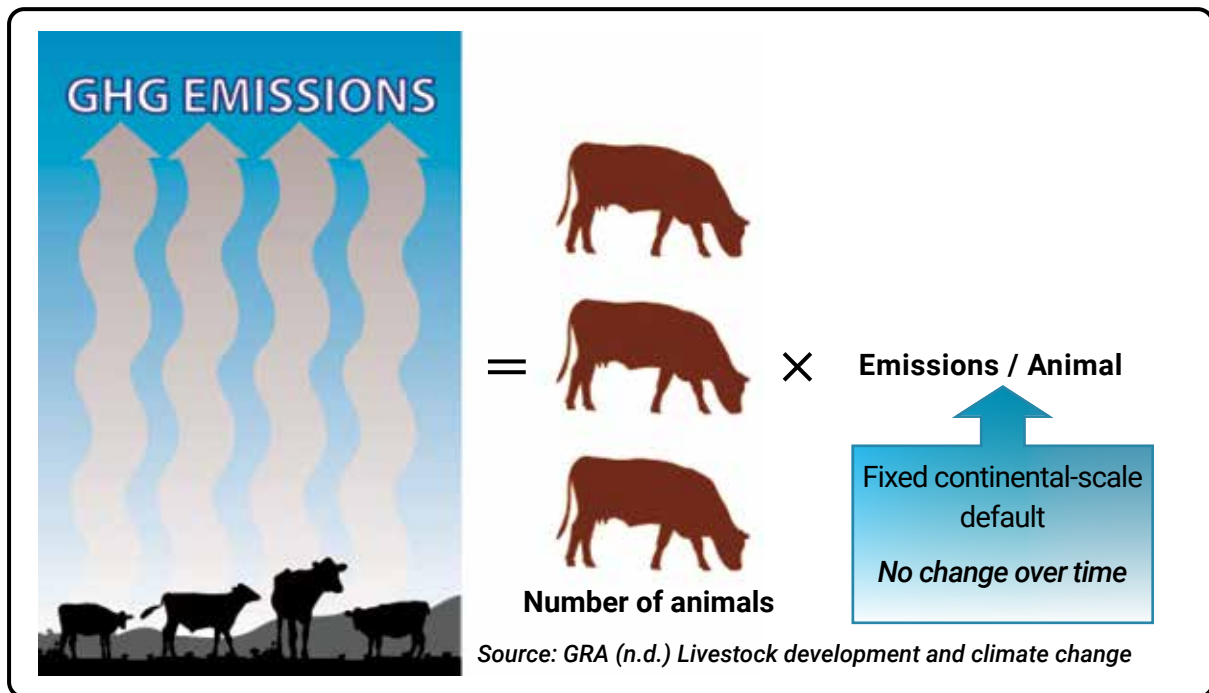 GHG EMISSIONS
=
×
Emissions / Animal
Fixed continental-scale
default
No change over time
Number of animals
Source: GRA (n.d.) Livestock development and climate change